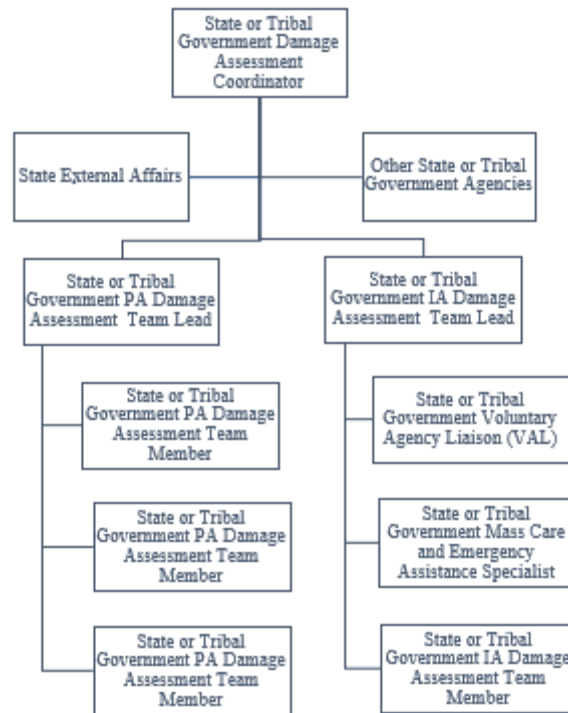 State or Tribal
Government Damage
Assessment
Coordinator
State External Affairs
Other State or Tribal
Government Agencies
State or Tribal
Government PA Damage
Assessment Team Lead
State or Tribal
Government IA Damage
Assessment Team Lead
State or Tribal
Government PA Damage
Assessment Team
Member
State or Tribal
Government Voluntary
Agency Liaison (VAL)
State or Tribal
Government PA Damage
Assessment Team
Member
State or Tribal
Government Mass Care
and Emergency
Assistance Specialist
State or Tribal
Government PA Damage
Assessment Team
Member
State or Tribal
Government IA Damage
Assessment Team
Member